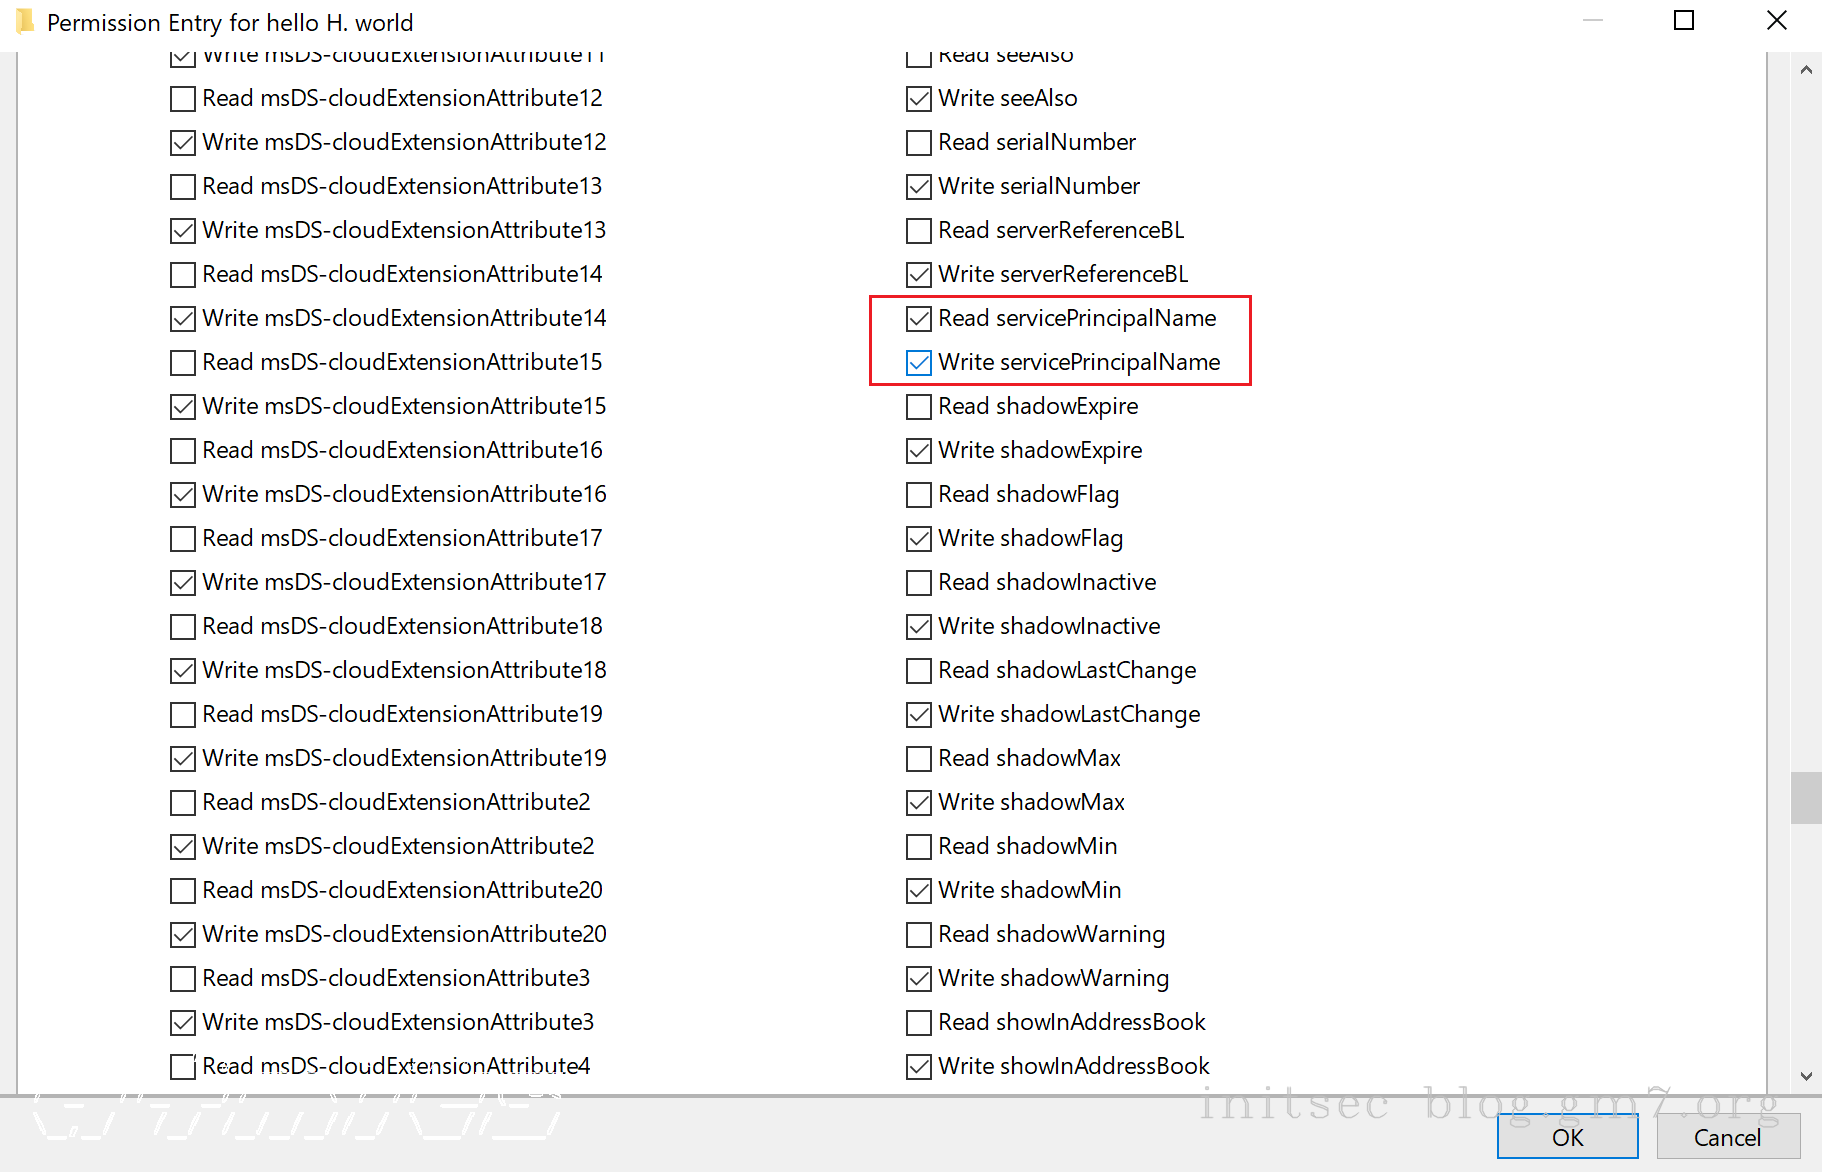 Permission Entry for hello H. world
Write msDS-cloudExtensionAttribute11
Read msDS-cloudExtensionAttribute12
Write msDS-cloudExtensionAttribute12
Read msDS-cloudExtensionAttribute13
Write msDS-cloudExtensionAttribute13
Read msDS-cloudExtensionAttribute14
Write msDS-cloudExtensionAttribute14
Read msDS-cloudExtensionAttribute15
Write msDS-cloudExtensionAttribute15
Read msDS-cloudExtensionAttribute16
Write msDS-cloudExtensionAttribute16
Read msDS-cloudExtensionAttribute17
Write msDS-cloudExtensionAttribute17
Read msDS-cloudExtensionAttribute18
Write msDS-cloudExtensionAttribute18
Read msDS-cloudExtensionAttribute19
Write msDS-cloudExtensionAttribute19
Read msDS-cloudExtensionAttribute2
Write msDS-cloudExtensionAttribute2
Read msDS-cloudExtensionAttribute20
Write msDS-cloudExtensionAttribute20
Read msDS-cloudExtensionAttribute3
Write msDS-cloudExtensionAttribute3
Read msDS-cloudExtensionAttribute4
Read seeAlso
Write seeAlso
Read serialNumber
Write serialNumber
Read serverReferenceBL
Write serverReferenceBL
Read servicePrincipalName
Write servicePrincipalName
Read shadowExpire
Write shadowExpire
Read shadowFlag
Write shadowFlag
Read shadowInactive
Write shadowInactive
Read shadowLastChange
Write shadowLastChange
Read shadowMax
Write shadowMax
Read shadowMin
Write shadowMin
Read shadowWarning
Write shadowWarning
Read showInAddressBook
Write showInAddressBook
initsec blog.gm7.org
OK
Cancel